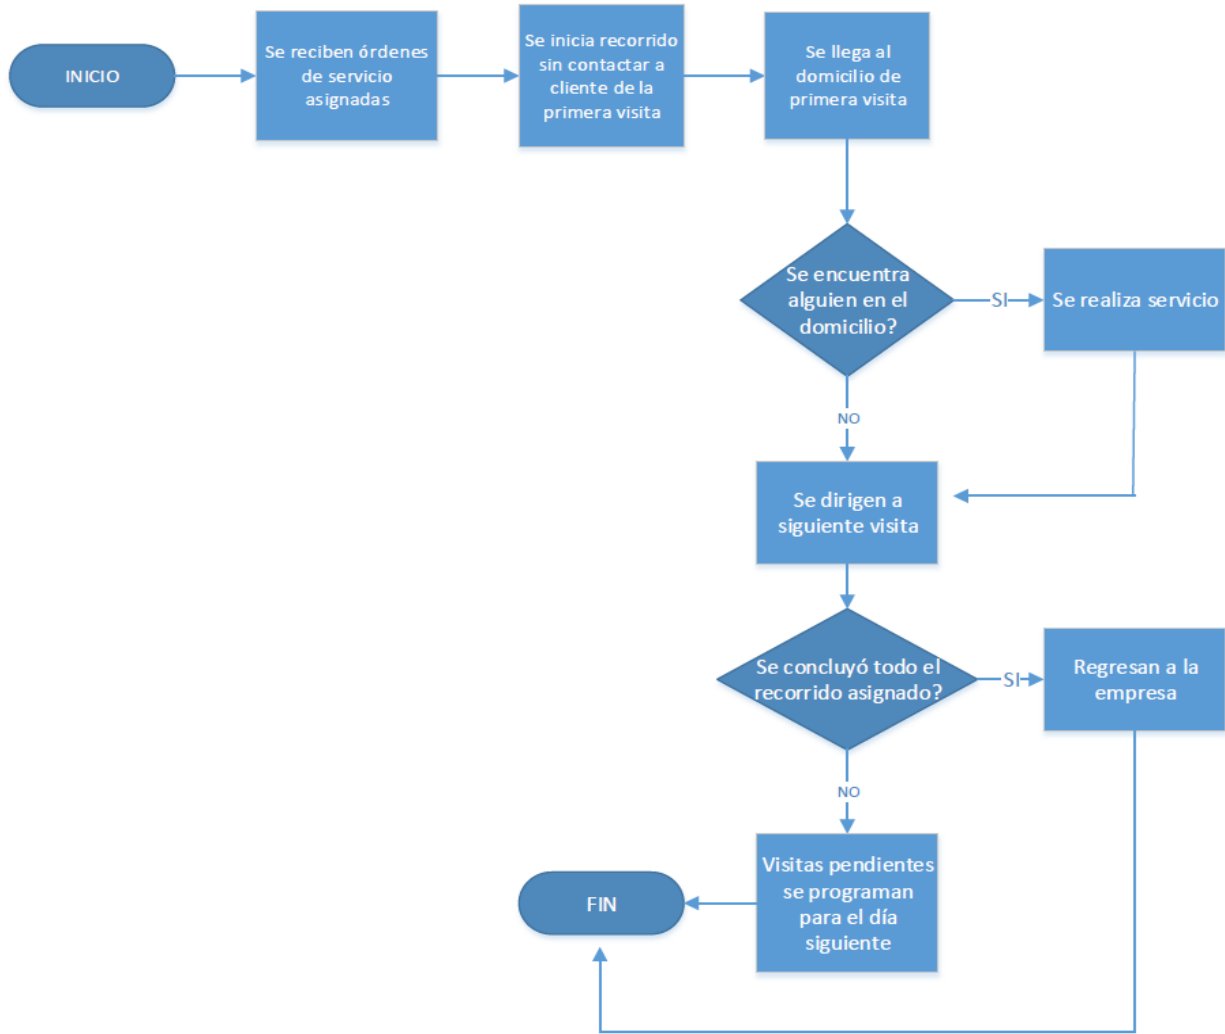 INICIO
Se reciben órdenes
de servicio
asignadas
Se inicia recorrido
sin contactar a
cliente de la
primera visita
Se llega al
domicilio de
primera visita
Se encuentra
alguien en el
domicilio?
SI
Se realiza servicio
NO
Se dirigen a
siguiente visita
Se concluyó todo el
recorrido asignado?
SI
Regresan a la
empresa
NO
Visitas pendientes
se programan
para el día
siguiente
FIN